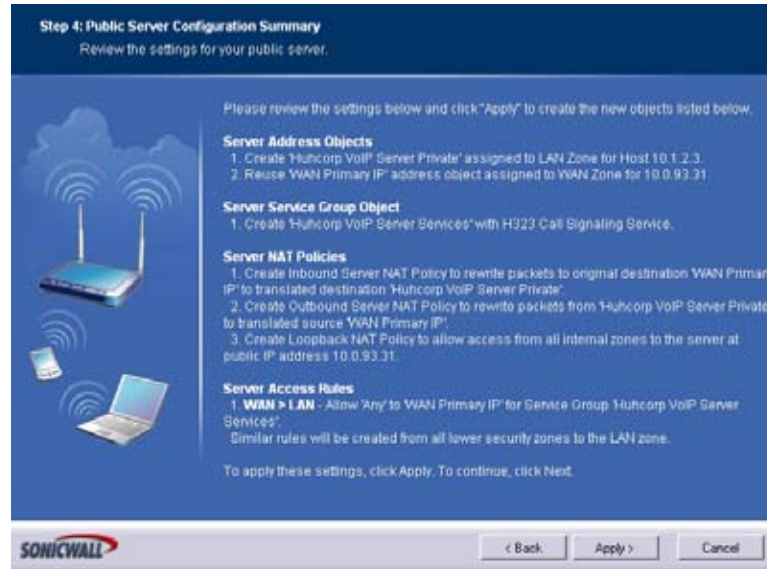 Step 4: Public Server Configuration Summary
Review the settings for your public server.
Please review the settings below and click "Apply" to create the new objects listed below.
Server Address Objects
1. Create 'Huhcorp VoIP Server Private' assigned to LAN Zone for Host 10.1.2.3.
2. Reuse 'WAN Primary IP' address object assigned to WAN Zone for 10.0.93.31.
Server Service Group Object
1. Create 'Huhcorp VoIP Server Services' with H323 Call Signaling Service.
Server NAT Policies
1. Create Inbound Server NAT Policy to rewrite packets to original destination 'WAN Primar
IP' to translated destination 'Huhcorp VoIP Server Private'.
2. Create Outbound Server NAT Policy to rewrite packets from 'Huhcorp VoIP Server Private
to translated source 'WAN Primary IP'.
3. Create Loopback NAT Policy to allow access from all internal zones to the server at
public IP address 10.0.93.31.
Server Access Rules
1. WAN > LAN - Allow 'Any' to 'WAN Primary IP' for Service Group 'Huhcorp VoIP Server
Services'.
Similar rules will be created from all lower security zones to the LAN zone.
To apply these settings, click Apply. To continue, click Next.
SONICWALL
< Back
Apply >
Cancel